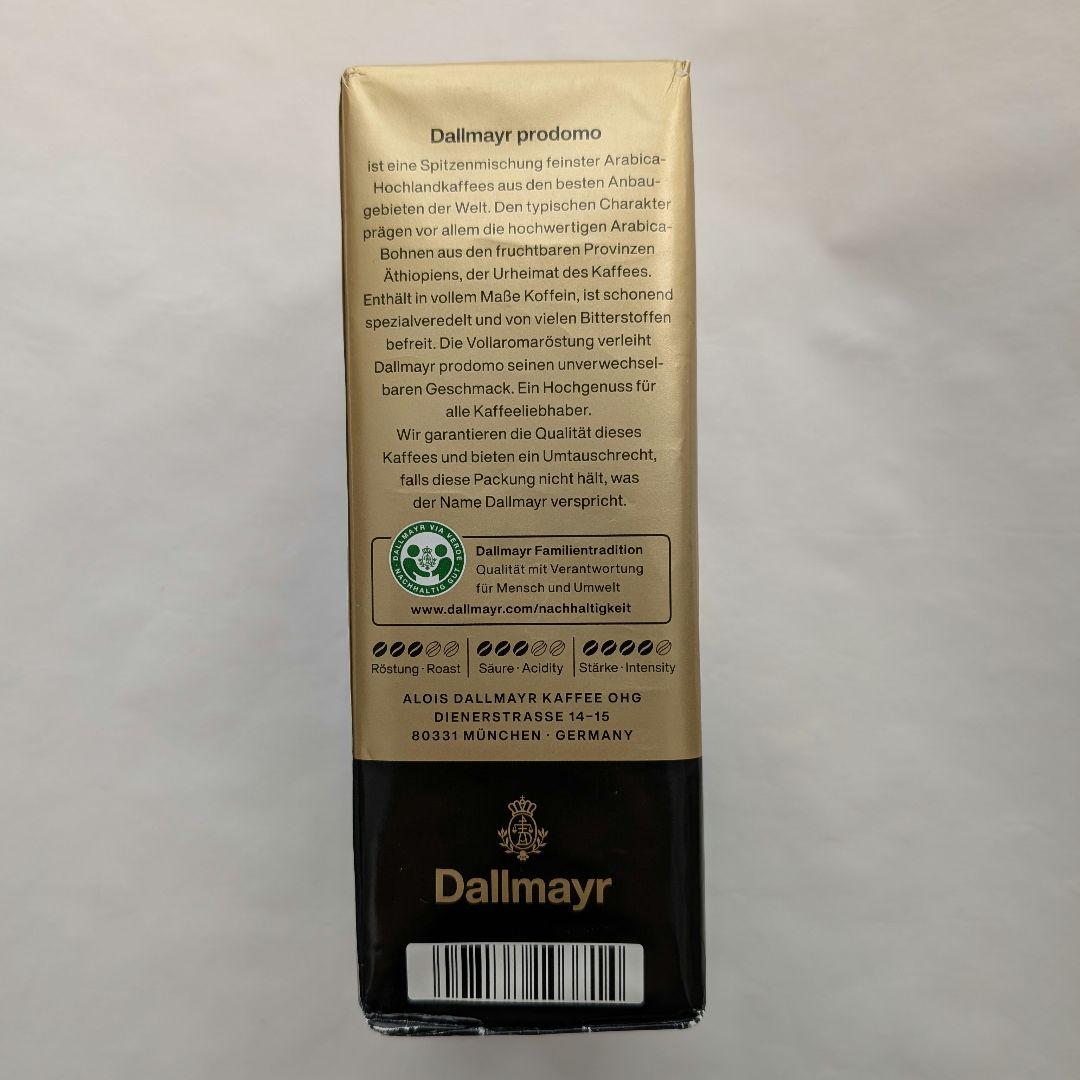 Dallmayr prodomo
ist eine Spitzenmischung feinster Arabica-
Hochlandkaffees aus den besten Anbau-
gebieten der Welt. Den typischen Charakter
prägen vor allem die hochwertigen Arabica-
Bohnen aus den fruchtbaren Provinzen
Äthiopiens, der Urheimat des Kaffees.
Enthält in vollem Maße Koffein, ist schonend
spezialveredelt und von vielen Bitterstoffen
befreit. Die Vollaromaröstung verleiht
Dallmayr prodomo seinen unverwechsel-
baren Geschmack. Ein Hochgenuss für
alle Kaffeeliebhaber.
Wir garantieren die Qualität dieses
Kaffees und bieten ein Umtauschrecht,
falls diese Packung nicht hält, was
der Name Dallmayr verspricht.
DALLMAYR VIA VERDE
· NACHHALTIG GUT ·
Dallmayr Familientradition
Qualität mit Verantwortung
für Mensch und Umwelt
www.dallmayr.com/nachhaltigkeit
Röstung · Roast
Säure · Acidity
Stärke · Intensity
ALOIS DALLMAYR KAFFEE OHG
DIENERSTRASSE 14–15
80331 MÜNCHEN · GERMANY
Dallmayr